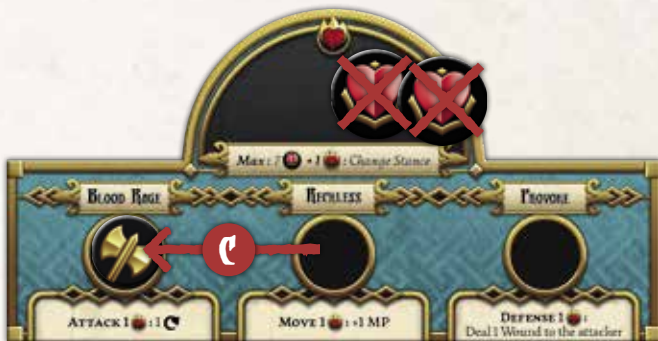 Max: 7 +1 : Change Stance
Blood Rage
Reckless
Provoke
Attack 1 : 1
Move 1 : +1 MP
Defense 1 :
Deal 1 Wound to the attacker